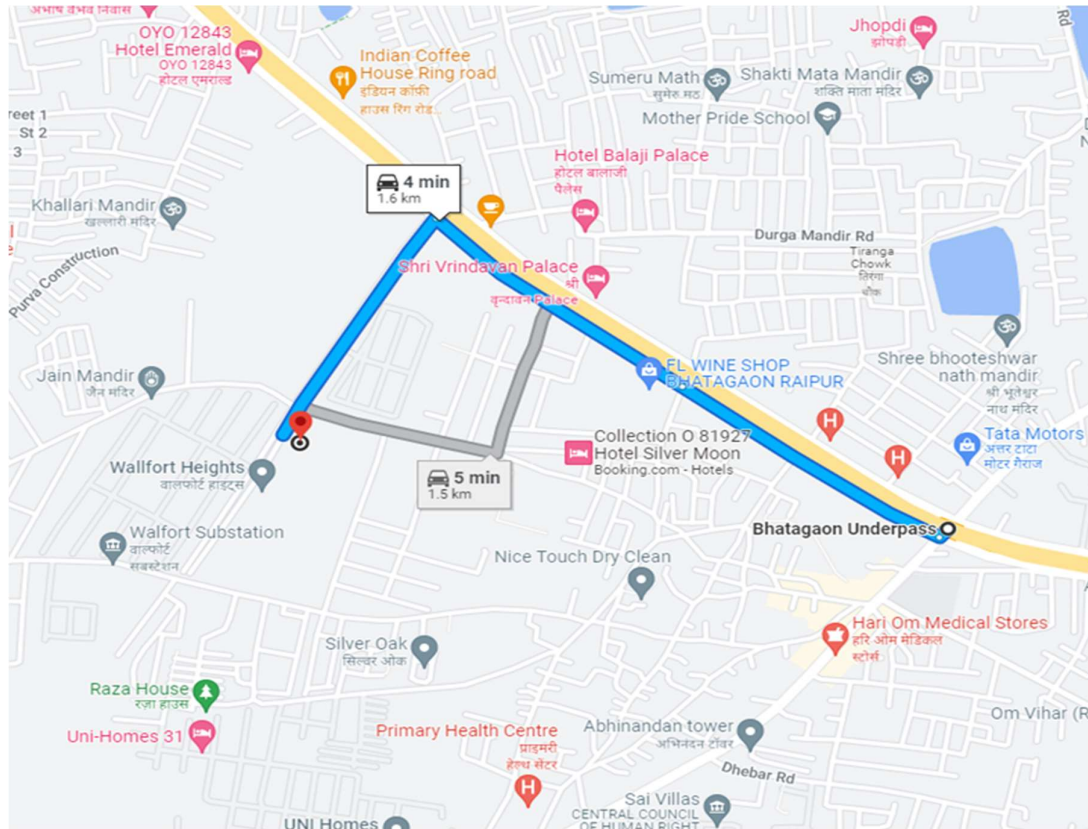 अभाष वैभव निवास
OYO 12843
Hotel Emerald
OYO 12843
होटल एमराल्ड
Indian Coffee
House Ring road
इंडियन कॉफी
हाउस रिंग रोड...
Jhopdi
झोपड़ी
Rd
Sumeru Math
सुमेरु मठ
Shakti Mata Mandir
शक्ति माता मंदिर
Mother Pride School
reet 1
St 2
3
Hotel Balaji Palace
होटल बालाजी
पैलेस
4 min
1.6 km
Khallari Mandir
खल्लारी मंदिर
Purva Construction
Durga Mandir Rd
Tiranga
Chowk
तिरंगा
चौक
Shri Vrindavan Palace
श्री
वृन्दावन Palace
FL WINE SHOP
BHATAGAON RAIPUR
Shree bhooteshwar
nath mandir
श्री भूतेश्वर
नाथ मंदिर
Jain Mandir
जैन मंदिर
Collection O 81927
Hotel Silver Moon
Booking.com - Hotels
Tata Motors
अत्तर टाटा
मोटर गैराज
Wallfort Heights
वालफोर्ट हाइट्स
5 min
1.5 km
Bhatagaon Underpass
Walfort Substation
वाल्फोर्ट
सबस्टेशन
Nice Touch Dry Clean
Hari Om Medical Stores
हरि ओम मेडिकल
स्टोर्स
Silver Oak
सिल्वर ओक
Raza House
रज़ा हाउस
Uni-Homes 31
Primary Health Centre
प्राइमरी
हेल्थ सेंटर
Abhinandan tower
अभिनंदन टॉवर
Om Vihar (R
Dhebar Rd
Sai Villas
CENTRAL COUNCIL
OF HUMAN RIGHT
UNI Homes